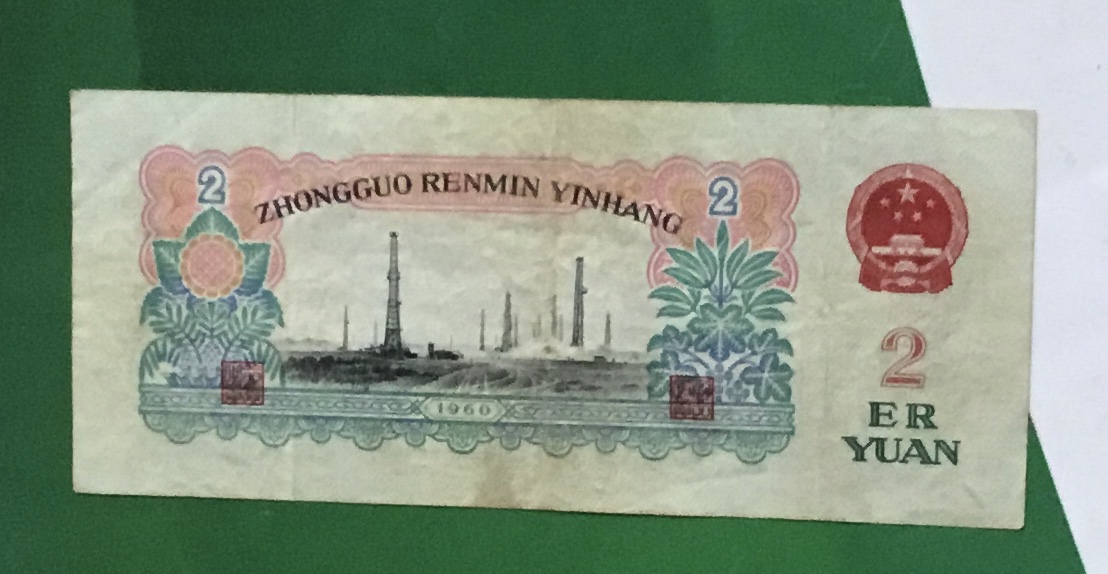 2
2
ZHONGGUO RENMIN YINHANG
1960
2
ER
YUAN